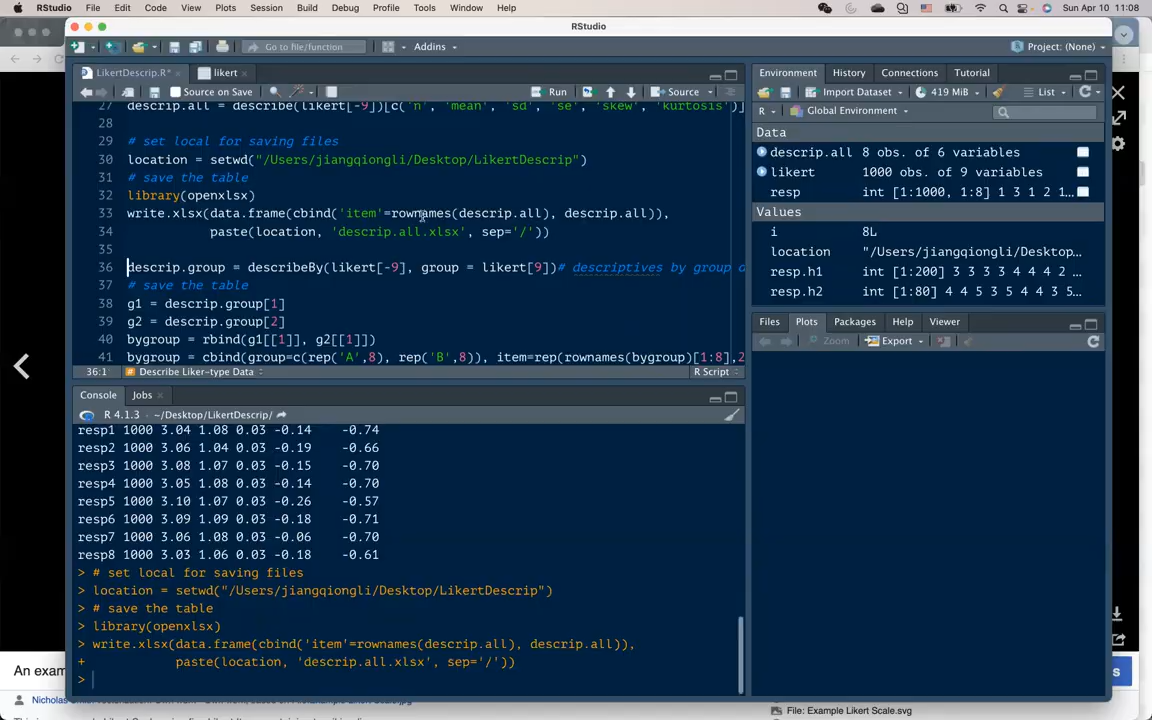 RStudio File Edit Code View Plots Session Build Debug Profile Tools Window Help Sun Apr 10 11:08
RStudio
Go to file/function Addins Project: (None)
LikertDescrip.R* likert
Source on Save Run Source
27 descrip.all = describe(likert[-9])[c('n', 'mean', 'sd', 'se', 'skew', 'kurtosis')]
28
29 # set local for saving files
30 location = setwd("/Users/jiangqiongli/Desktop/LikertDescrip")
31 # save the table
32 library(openxlsx)
33 write.xlsx(data.frame(cbind('item'=rownames(descrip.all), descrip.all)),
34 paste(location, 'descrip.all.xlsx', sep='/'))
35
36 descrip.group = describeBy(likert[-9], group = likert[9])# descriptives by group
37 # save the table
38 g1 = descrip.group[1]
39 g2 = descrip.group[2]
40 bygroup = rbind(g1[[1]], g2[[1]])
41 bygroup = cbind(group=c(rep('A',8), rep('B',8)), item=rep(rownames(bygroup)[1:8],2
36:1 # Describe Liker-type Data R Script
Console Jobs
R 4.1.3 · ~/Desktop/LikertDescrip/
resp1 1000 3.04 1.08 0.03 -0.14 -0.74
resp2 1000 3.06 1.04 0.03 -0.19 -0.66
resp3 1000 3.08 1.07 0.03 -0.15 -0.70
resp4 1000 3.05 1.08 0.03 -0.14 -0.70
resp5 1000 3.10 1.07 0.03 -0.26 -0.57
resp6 1000 3.09 1.09 0.03 -0.18 -0.71
resp7 1000 3.06 1.08 0.03 -0.06 -0.70
resp8 1000 3.03 1.06 0.03 -0.18 -0.61
> # set local for saving files
> location = setwd("/Users/jiangqiongli/Desktop/LikertDescrip")
> # save the table
> library(openxlsx)
> write.xlsx(data.frame(cbind('item'=rownames(descrip.all), descrip.all)),
+ paste(location, 'descrip.all.xlsx', sep='/'))
>
Environment History Connections Tutorial
Import Dataset 419 MiB List
R Global Environment
Data
descrip.all 8 obs. of 6 variables
likert 1000 obs. of 9 variables
resp int [1:1000, 1:8] 1 3 1 2 1...
Values
i 8L
location "/Users/jiangqiongli/Desktop...
resp.h1 int [1:200] 3 3 3 3 4 4 4 2 ...
resp.h2 int [1:80] 4 4 5 3 5 4 4 3 5...
Files Plots Packages Help Viewer
Zoom Export
An exam
File: Example Likert Scale.svg